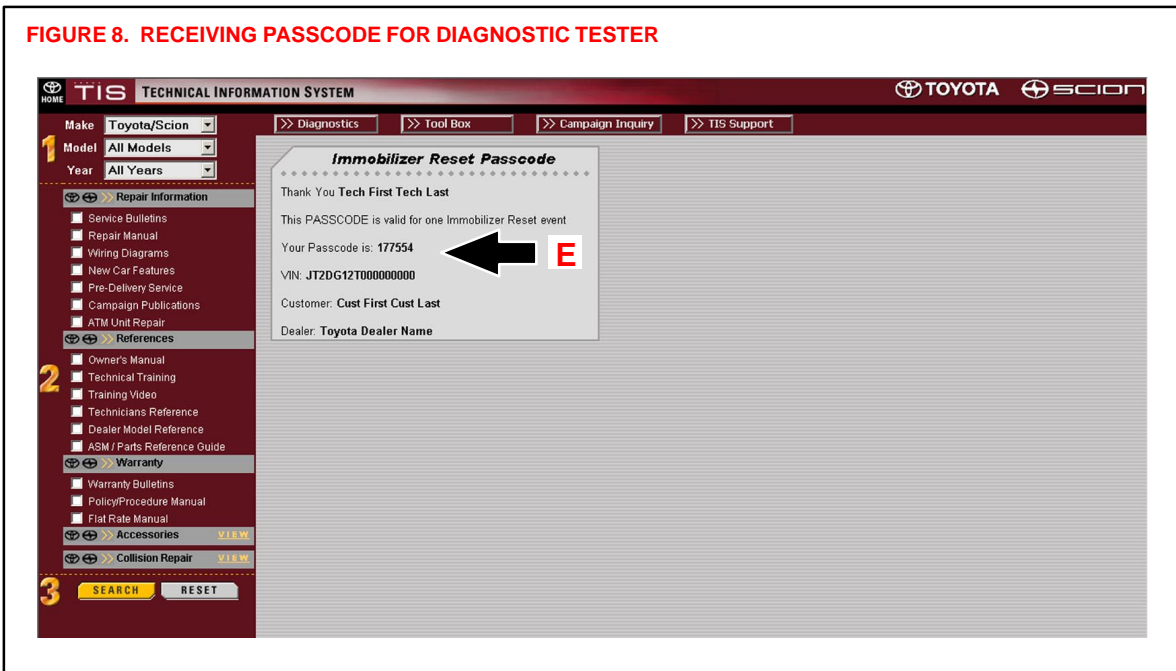 FIGURE 8. RECEIVING PASSCODE FOR DIAGNOSTIC TESTER
HOME TIS TECHNICAL INFORMATION SYSTEM TOYOTA SCION
Make Toyota/Scion
1
Model All Models
Year All Years
>> Diagnostics >> Tool Box >> Campaign Inquiry >> TIS Support
>> Repair Information
Service Bulletins
Repair Manual
Wiring Diagrams
New Car Features
Pre-Delivery Service
Campaign Publications
ATM Unit Repair
>> References
2
Owner's Manual
Technical Training
Training Video
Technicians Reference
Dealer Model Reference
ASM / Parts Reference Guide
>> Warranty
Warranty Bulletins
Policy/Procedure Manual
Flat Rate Manual
>> Accessories VIEW
>> Collision Repair VIEW
3
SEARCH RESET
Immobilizer Reset Passcode
Thank You Tech First Tech Last
This PASSCODE is valid for one Immobilizer Reset event
Your Passcode is: 177554
E
VIN: JT2DG12T000000000
Customer: Cust First Cust Last
Dealer: Toyota Dealer Name